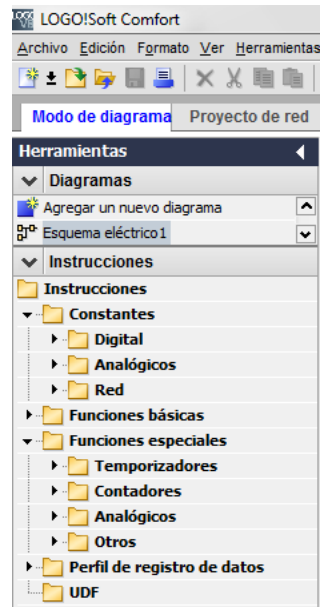 LOGO!Soft Comfort
Archivo Edición Formato Ver Herramientas
Modo de diagrama Proyecto de red
Herramientas
Diagramas
Agregar un nuevo diagrama
Esquema eléctrico1
Instrucciones
Instrucciones
Constantes
Digital
Analógicos
Red
Funciones básicas
Funciones especiales
Temporizadores
Contadores
Analógicos
Otros
Perfil de registro de datos
UDF